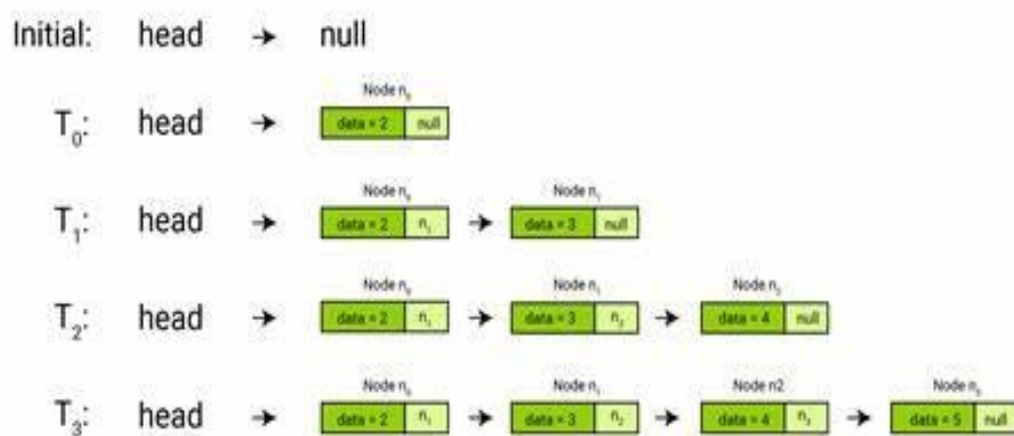 Initial: head → null
Node n₀
T₀: head → data = 2 null
Node n₀ Node n₁
T₁: head → data = 2 n₁ → data = 3 null
Node n₀ Node n₁ Node n₂
T₂: head → data = 2 n₁ → data = 3 n₂ → data = 4 null
Node n₀ Node n₁ Node n2 Node n₃
T₃: head → data = 2 n₁ → data = 3 n₂ → data = 4 n₃ → data = 5 null